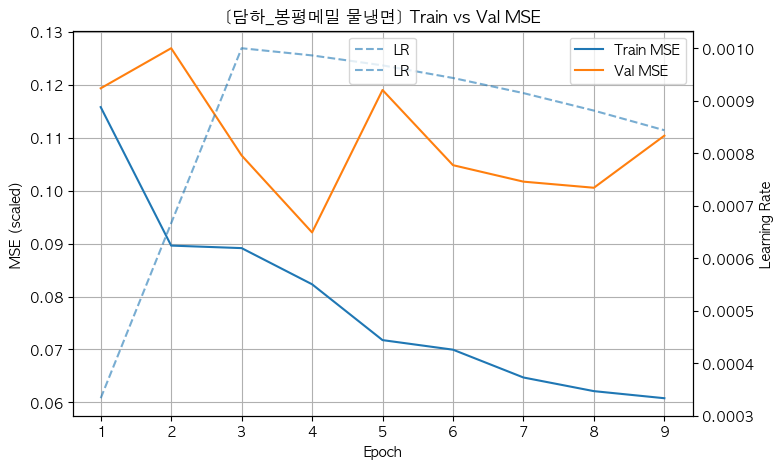 [담하_봉평메밀 물냉면] Train vs Val MSE
LR
LR
Train MSE
Val MSE
MSE (scaled)
0.13
0.12
0.11
0.10
0.09
0.08
0.07
0.06
Learning Rate
0.0010
0.0009
0.0008
0.0007
0.0006
0.0005
0.0004
0.0003
1 2 3 4 5 6 7 8 9
Epoch